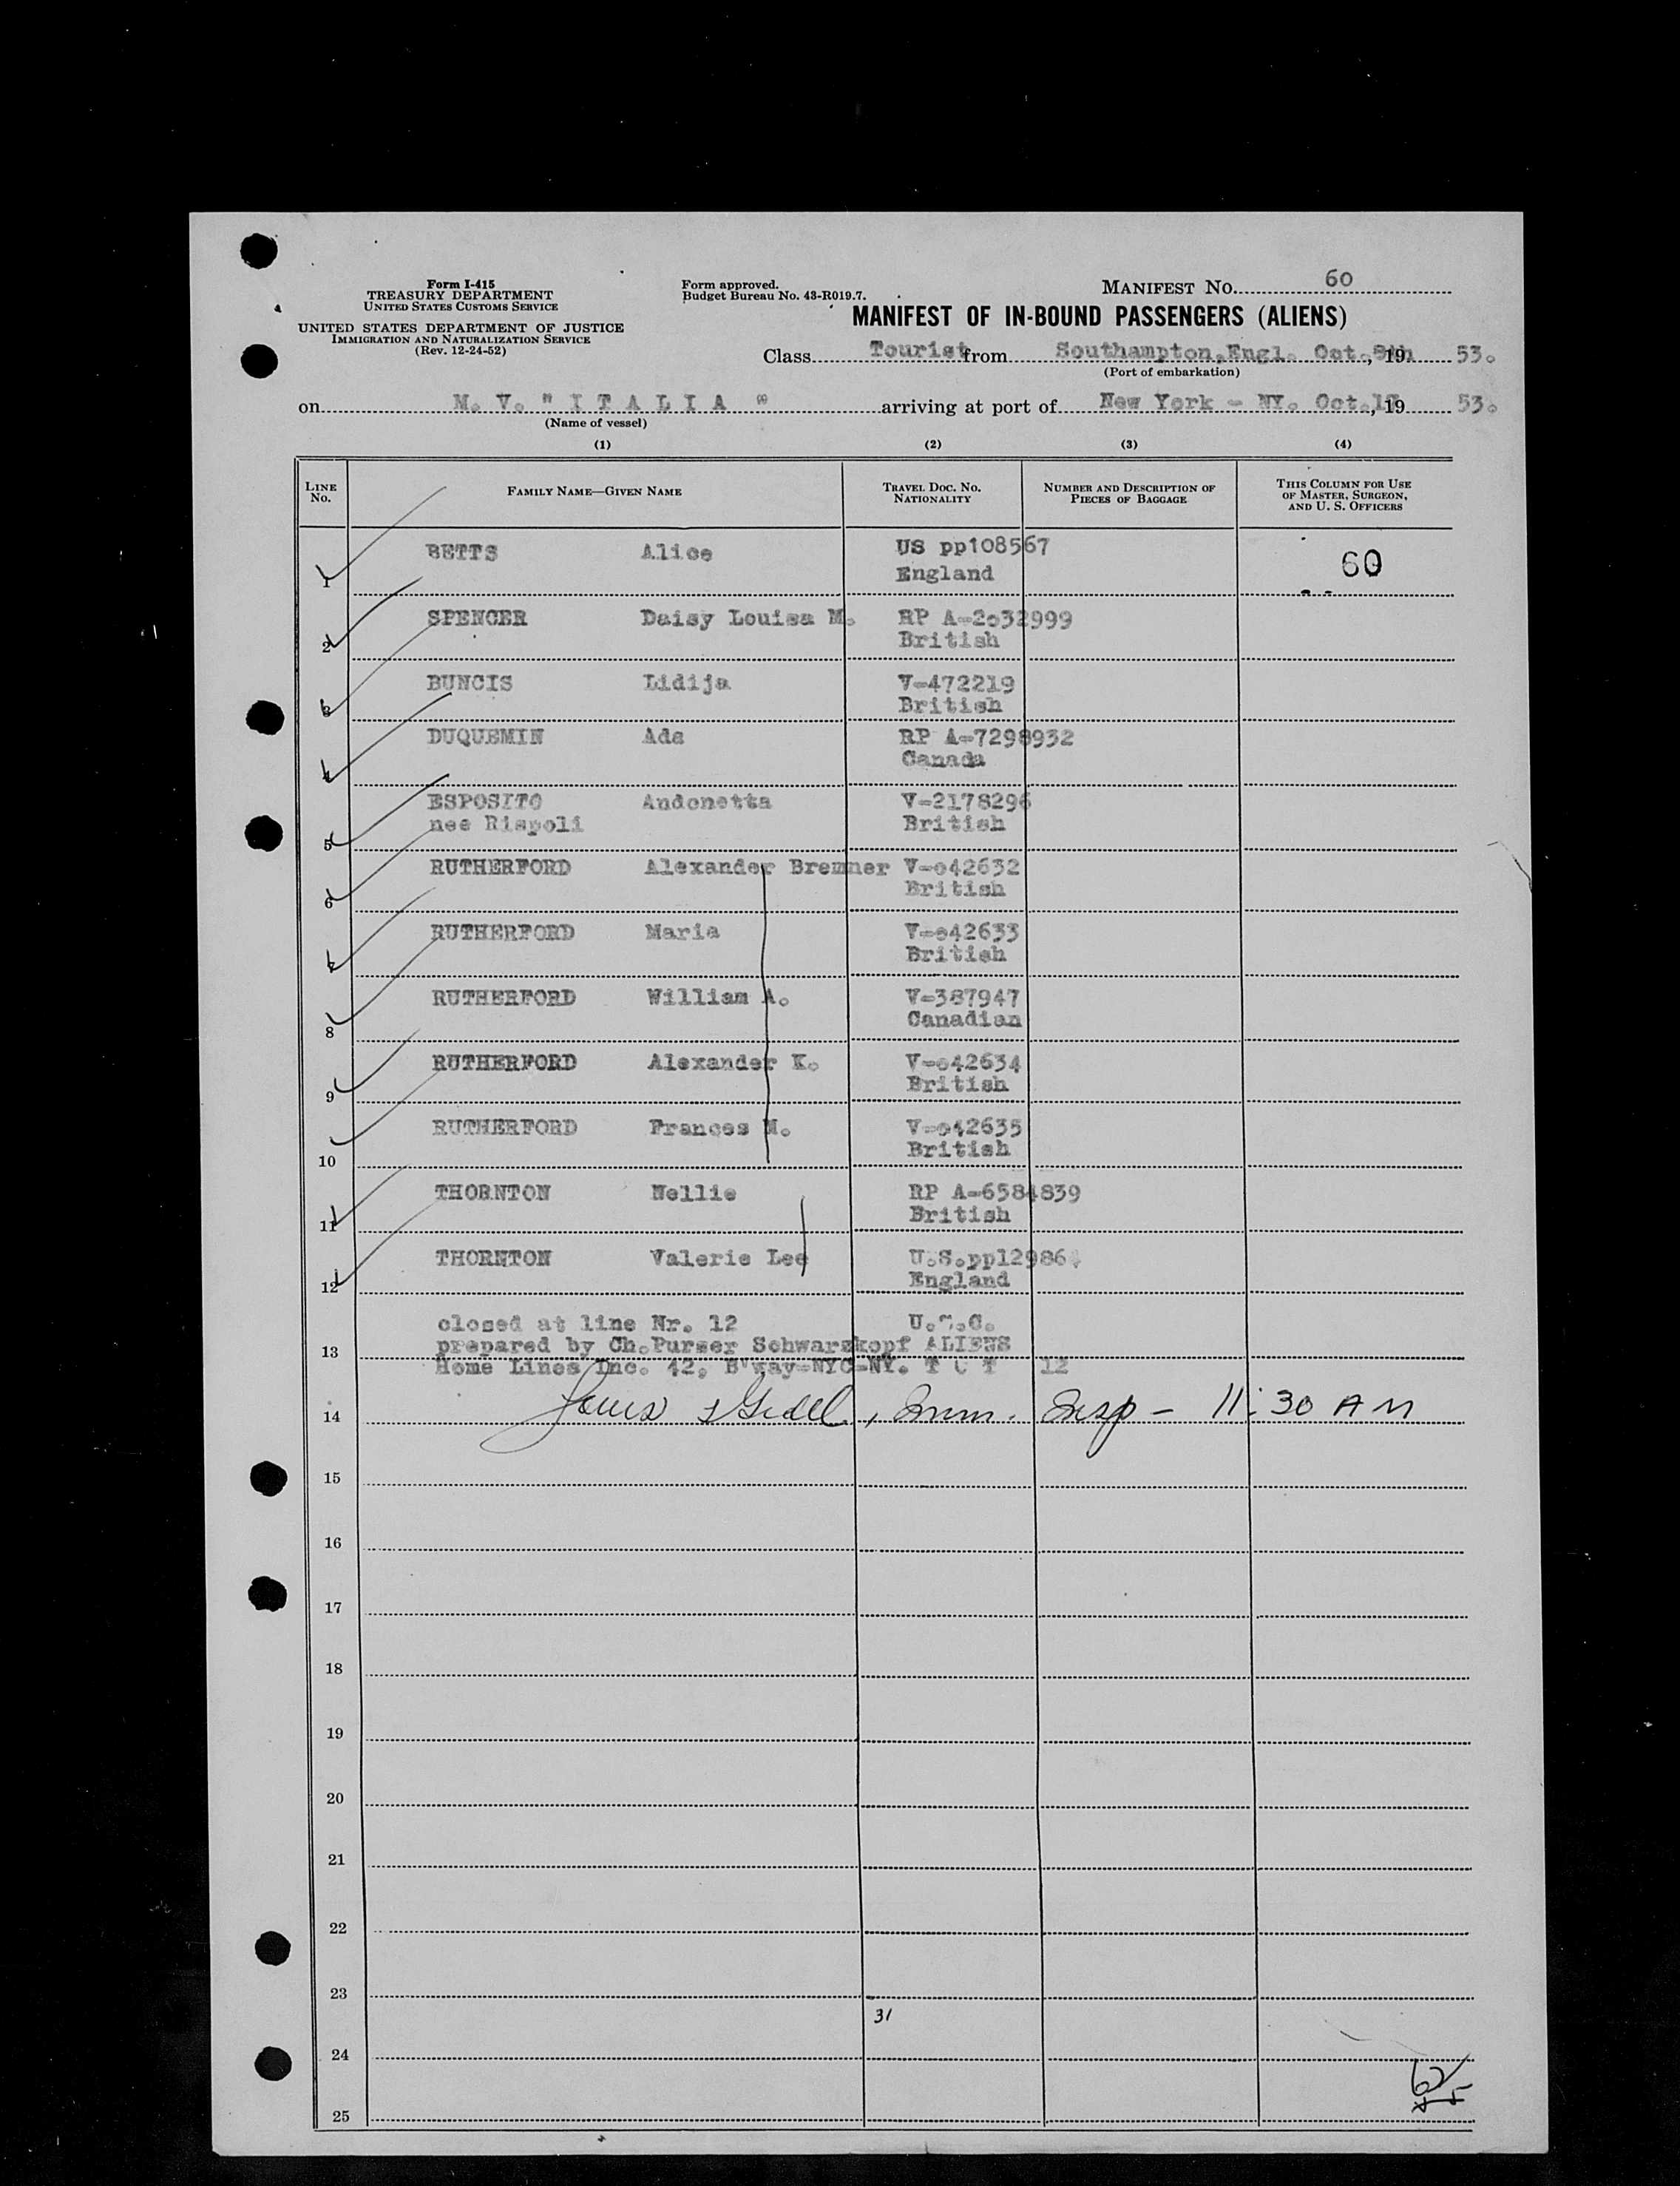 Form I-415
TREASURY DEPARTMENT
UNITED STATES CUSTOMS SERVICE
UNITED STATES DEPARTMENT OF JUSTICE
IMMIGRATION AND NATURALIZATION SERVICE
(Rev. 12-24-52)
Form approved.
Budget Bureau No. 43-R019.7.
MANIFEST NO. 60
MANIFEST OF IN-BOUND PASSENGERS (ALIENS)
Class Tourist from Southampton,Engl. Oct. 9th, 19 53.
(Port of embarkation)
on M. V. "I T A L I A " arriving at port of New York - NY. Oct. , 19 53.
(Name of vessel)
(1) (2) (3) (4)
LINE NO. FAMILY NAME—GIVEN NAME TRAVEL DOC. NO. NATIONALITY NUMBER AND DESCRIPTION OF PIECES OF BAGGAGE THIS COLUMN FOR USE OF MASTER, SURGEON, AND U. S. OFFICERS
1 BETTS Alice US pp108567 60
England
2 SPENCER Daisy Louisa M. RP A-2032999
British
3 BUNCIS Lidija V-472219
British
4 DUQUEMIN Ada RP A-7298932
Canada
5 ESPOSITO Andonetta V-2178296
nee Rispoli British
6 RUTHERFORD Alexander Bremner V-042632
British
7 RUTHERFORD Maria V-042633
British
8 RUTHERFORD William A. V-387947
Canadian
9 RUTHERFORD Alexander K. V-042634
British
10 RUTHERFORD Frances M. V-042635
British
11 THORNTON Nellie RP A-6584839
British
12 THORNTON Valerie Lee U.S.pp129864
England
closed at line Nr. 12
13 prepared by Ch.Purser Schwarzkopf ALIENS
Home Lines Inc. 42, B'way-NYC-NY. T O T 12
14 , Imm. Insp - 11:30 AM
15
16
17
18
19
20
21
22
23
31
24
25